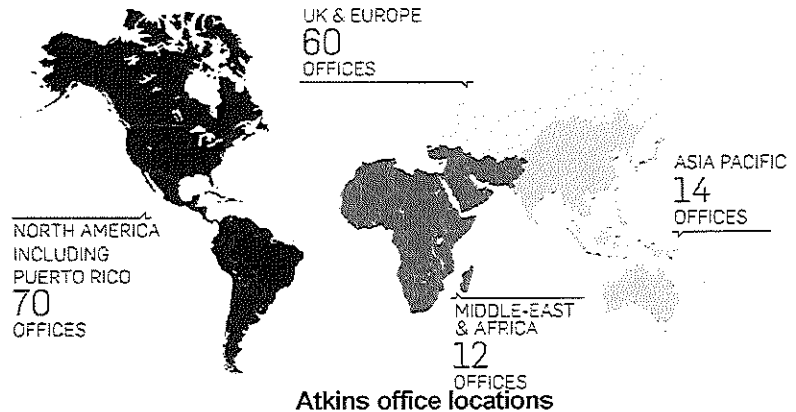 UK & EUROPE
60
OFFICES
ASIA PACIFIC
14
OFFICES
NORTH AMERICA
INCLUDING
PUERTO RICO
70
OFFICES
MIDDLE-EAST
& AFRICA
12
OFFICES
Atkins office locations